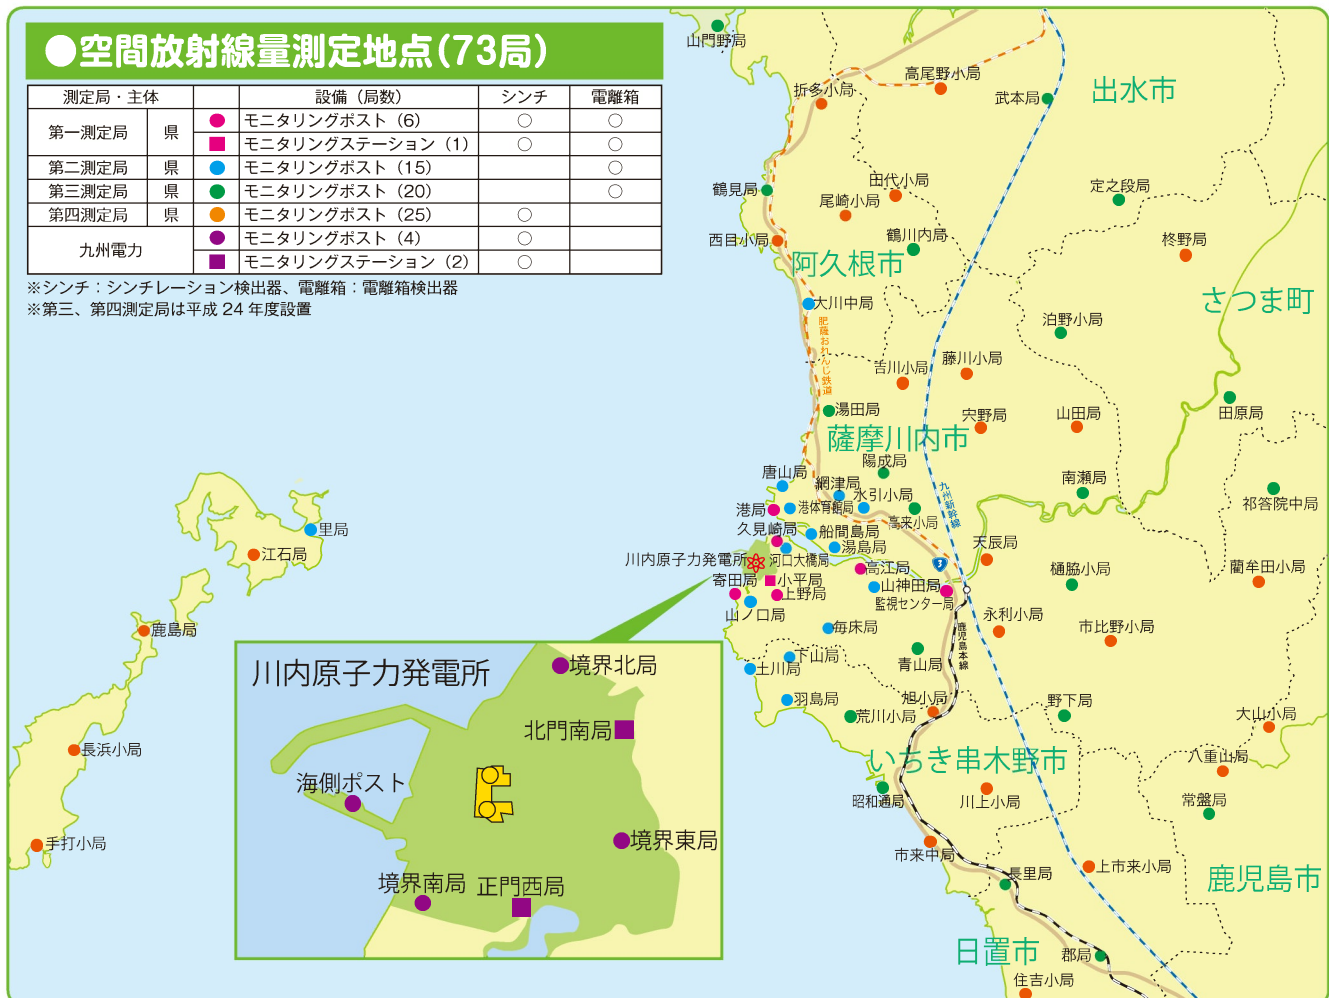 ●空間放射線量測定地点(73局)
測定局・主体 設備（局数） シンチ 電離箱
第一測定局 県 モニタリングポスト（6） ○ ○
モニタリングステーション（1） ○ ○
第二測定局 県 モニタリングポスト（15） ○
第三測定局 県 モニタリングポスト（20） ○
第四測定局 県 モニタリングポスト（25） ○
九州電力 モニタリングポスト（4） ○
モニタリングステーション（2） ○
※シンチ：シンチレーション検出器、電離箱：電離箱検出器
※第三、第四測定局は平成 24 年度設置
山門野局
折多小局
高尾野小局
武本局
出水市
鶴見局
田代小局
尾崎小局
定之段局
西目小局
鶴川内局
柊野局
阿久根市
さつま町
大川中局
肥薩おれんじ鉄道
泊野小局
吉川小局
藤川小局
湯田局
宍野局
山田局
田原局
薩摩川内市
陽成局
唐山局
網津局
水引小局
南瀬局
九州新幹線
祁答院中局
港局
港体育館局
高来小局
久見崎局
船間島局
湯島局
天辰局
里局
江石局
川内原子力発電所
河口大橋局
高江局
3
樋脇小局
藺牟田小局
寄田局
小平局
上野局
山神田局
監視センター局
山ノ口局
永利小局
市比野小局
鹿島局
毎床局
鹿児島本線
下山局
土川局
青山局
羽島局
荒川小局
旭小局
野下局
大山小局
長浜小局
いちき串木野市
八重山局
昭和通局
川上小局
常盤局
手打小局
市来中局
長里局
上市来小局
鹿児島市
日置市
郡局
住吉小局
川内原子力発電所
境界北局
北門南局
海側ポスト
境界東局
境界南局
正門西局